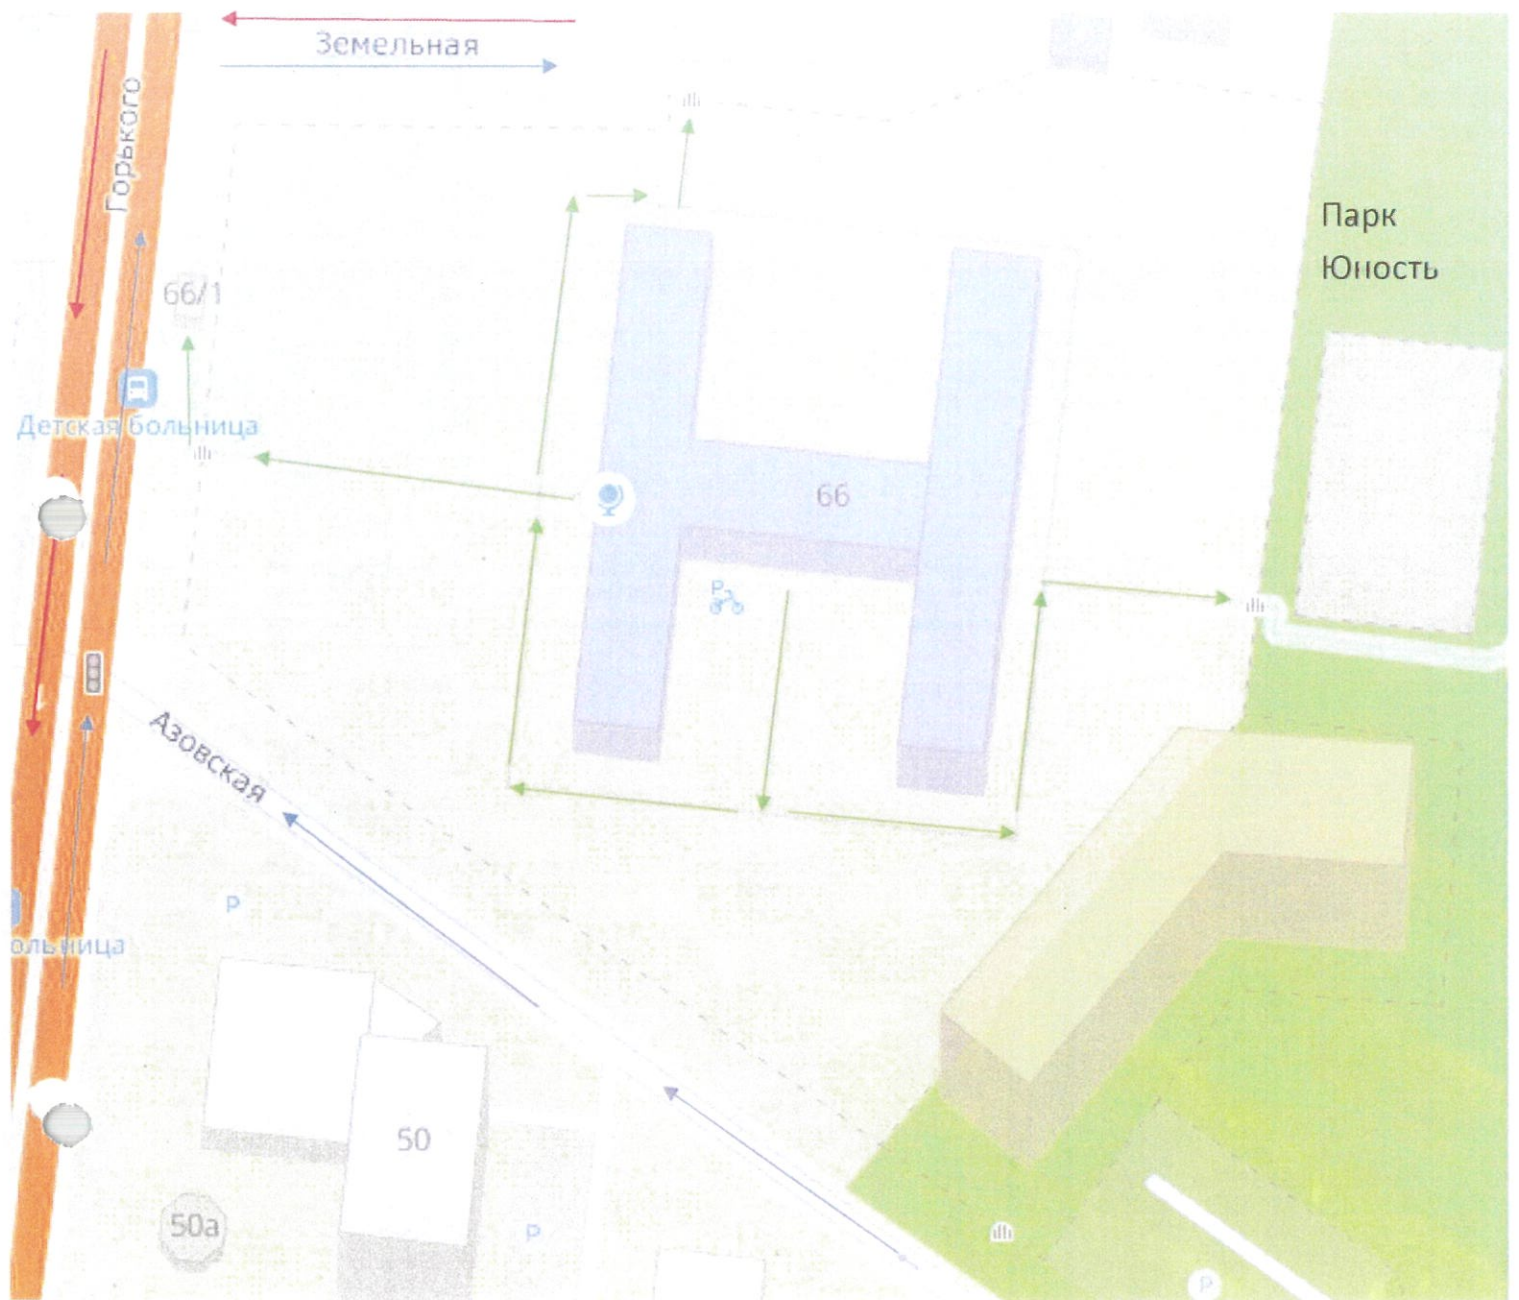 Земельная
Горького
Парк
Юность
66/1
Детская больница
66
P
Азовская
P
ольница
50
50а
P
P